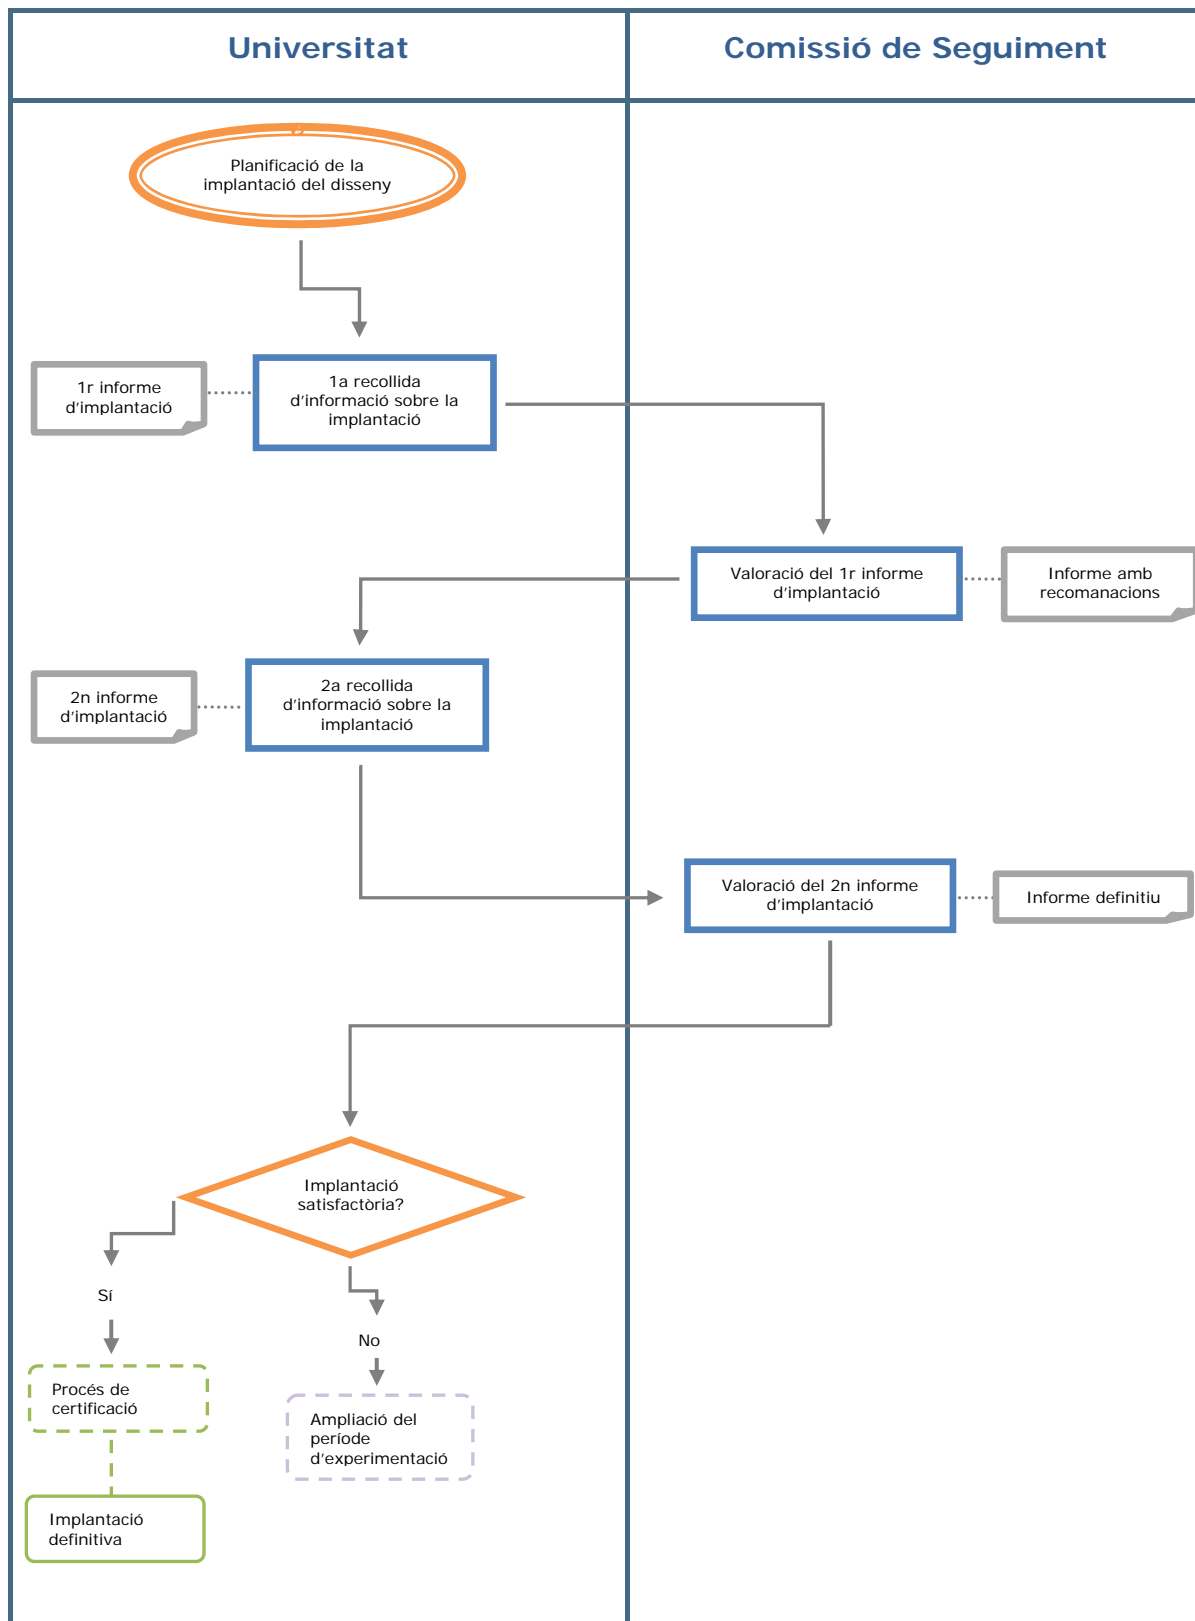 Universitat
Comissió de Seguiment
Planificació de la
implantació del disseny
1r informe
d'implantació
1a recollida
d'informació sobre la
implantació
Valoració del 1r informe
d'implantació
Informe amb
recomanacions
2n informe
d'implantació
2a recollida
d'informació sobre la
implantació
Valoració del 2n informe
d'implantació
Informe definitiu
Implantació
satisfactòria?
Sí
No
Procés de
certificació
Ampliació del
període
d'experimentació
Implantació
definitiva